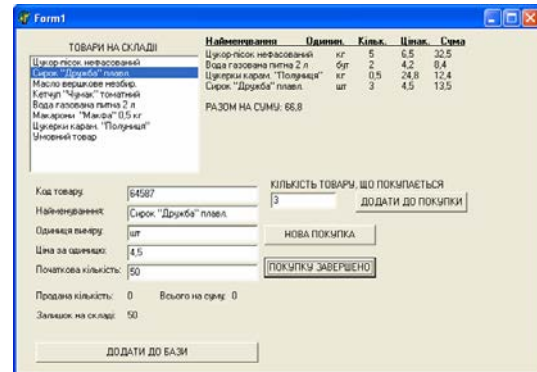 Form1
ТОВАРИ НА СКЛАДІ
Цукор-пісок нефасований
Сирок "Дружба" плавл.
Масло вершкове незбир.
Кетчуп "Чумак" томатний
Вода газована питна 2 л
Макарони "Макфа" 0,5 кг
Цукерки карам. "Полуниця"
Умовний товар
Найменування Одинин. Кільк. Цінак. Сума
Цукор-пісок нефасований кг 5 6,5 32,5
Вода газована питна 2 л бут 2 4,2 8,4
Цукерки карам. "Полуниця" кг 0,5 24,8 12,4
Сирок "Дружба" плавл. шт 3 4,5 13,5
РАЗОМ НА СУМУ: 66,8
КІЛЬКІСТЬ ТОВАРУ, ЩО ПОКУПАЄТЬСЯ
3
ДОДАТИ ДО ПОКУПКИ
НОВА ПОКУПКА
ПОКУПКУ ЗАВЕРШЕНО
Код товару: 64587
Найменування: Сирок "Дружба" плавл.
Одиниця виміру: шт
Ціна за одиницю: 4,5
Початкова кількість: 50
Продана кількість: 0 Всього на суму: 0
Залишок на складі: 50
ДОДАТИ ДО БАЗИ